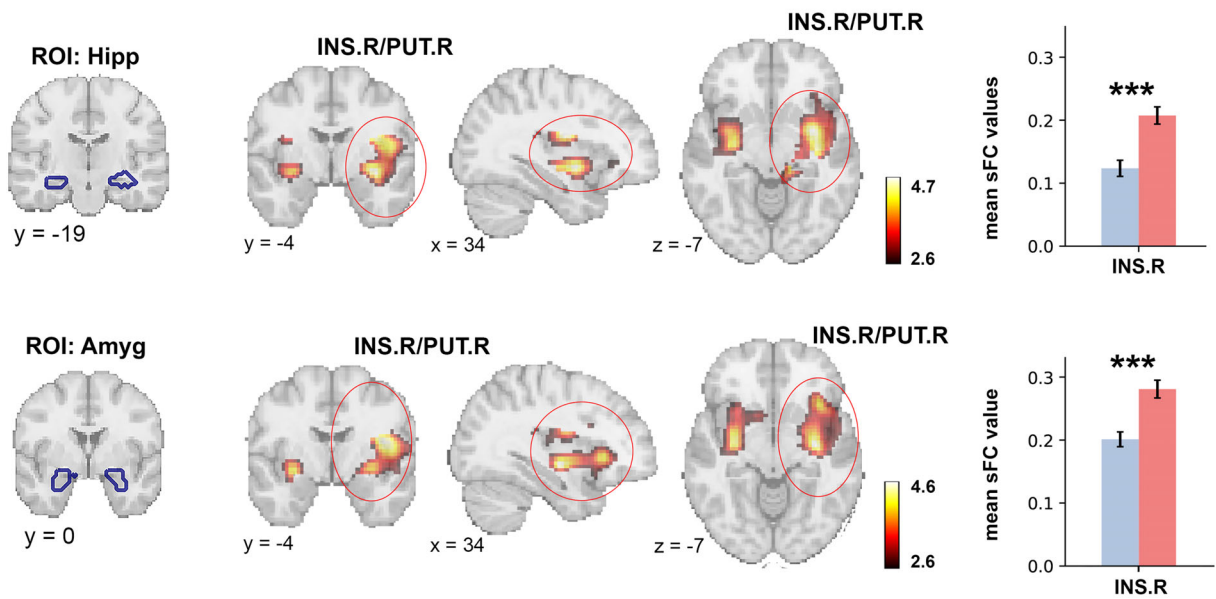 ROI: Hipp
y = -19
INS.R/PUT.R
y = -4
x = 34
INS.R/PUT.R
z = -7
4.7
2.6
mean sFC values
0.3
0.2
0.1
0.0
***
INS.R
ROI: Amyg
y = 0
INS.R/PUT.R
y = -4
x = 34
INS.R/PUT.R
z = -7
4.6
2.6
mean sFC value
0.3
0.2
0.1
0.0
***
INS.R